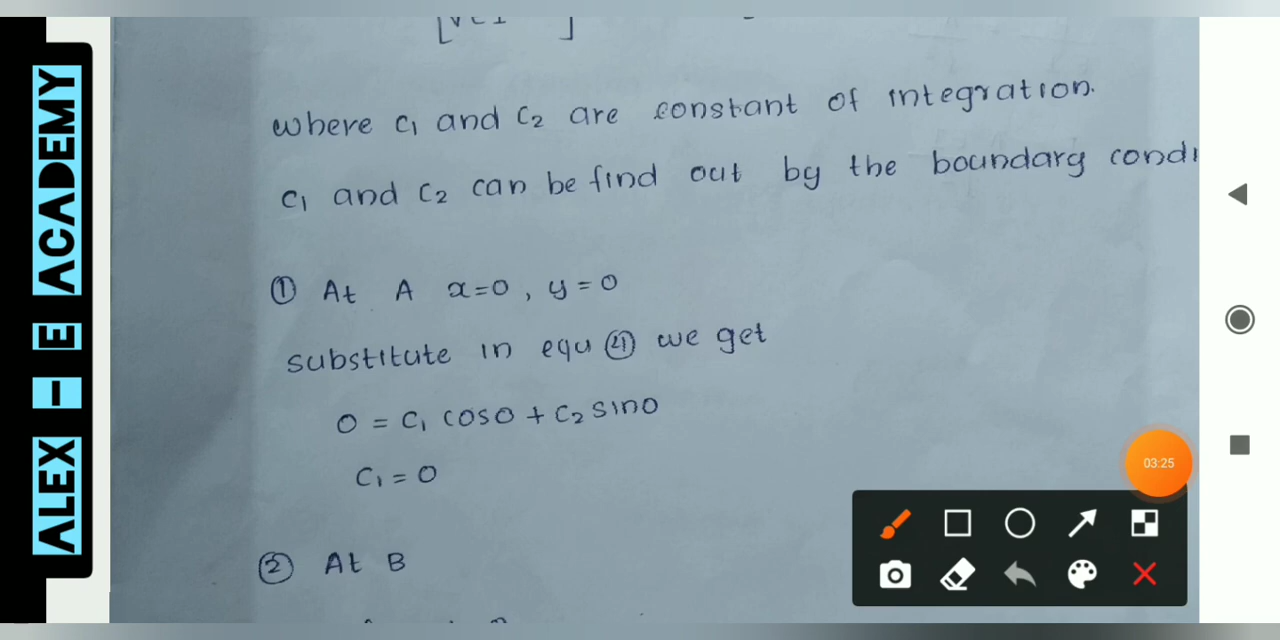 where C1 and C2 are constant of integration.
C1 and C2 can be find out by the boundary condi
① At A x=0, y=0
substitute in equ ④ we get
0 = C1 cos0 + C2 sin0
C1 = 0
② At B
ALEX - E ACADEMY
03:25